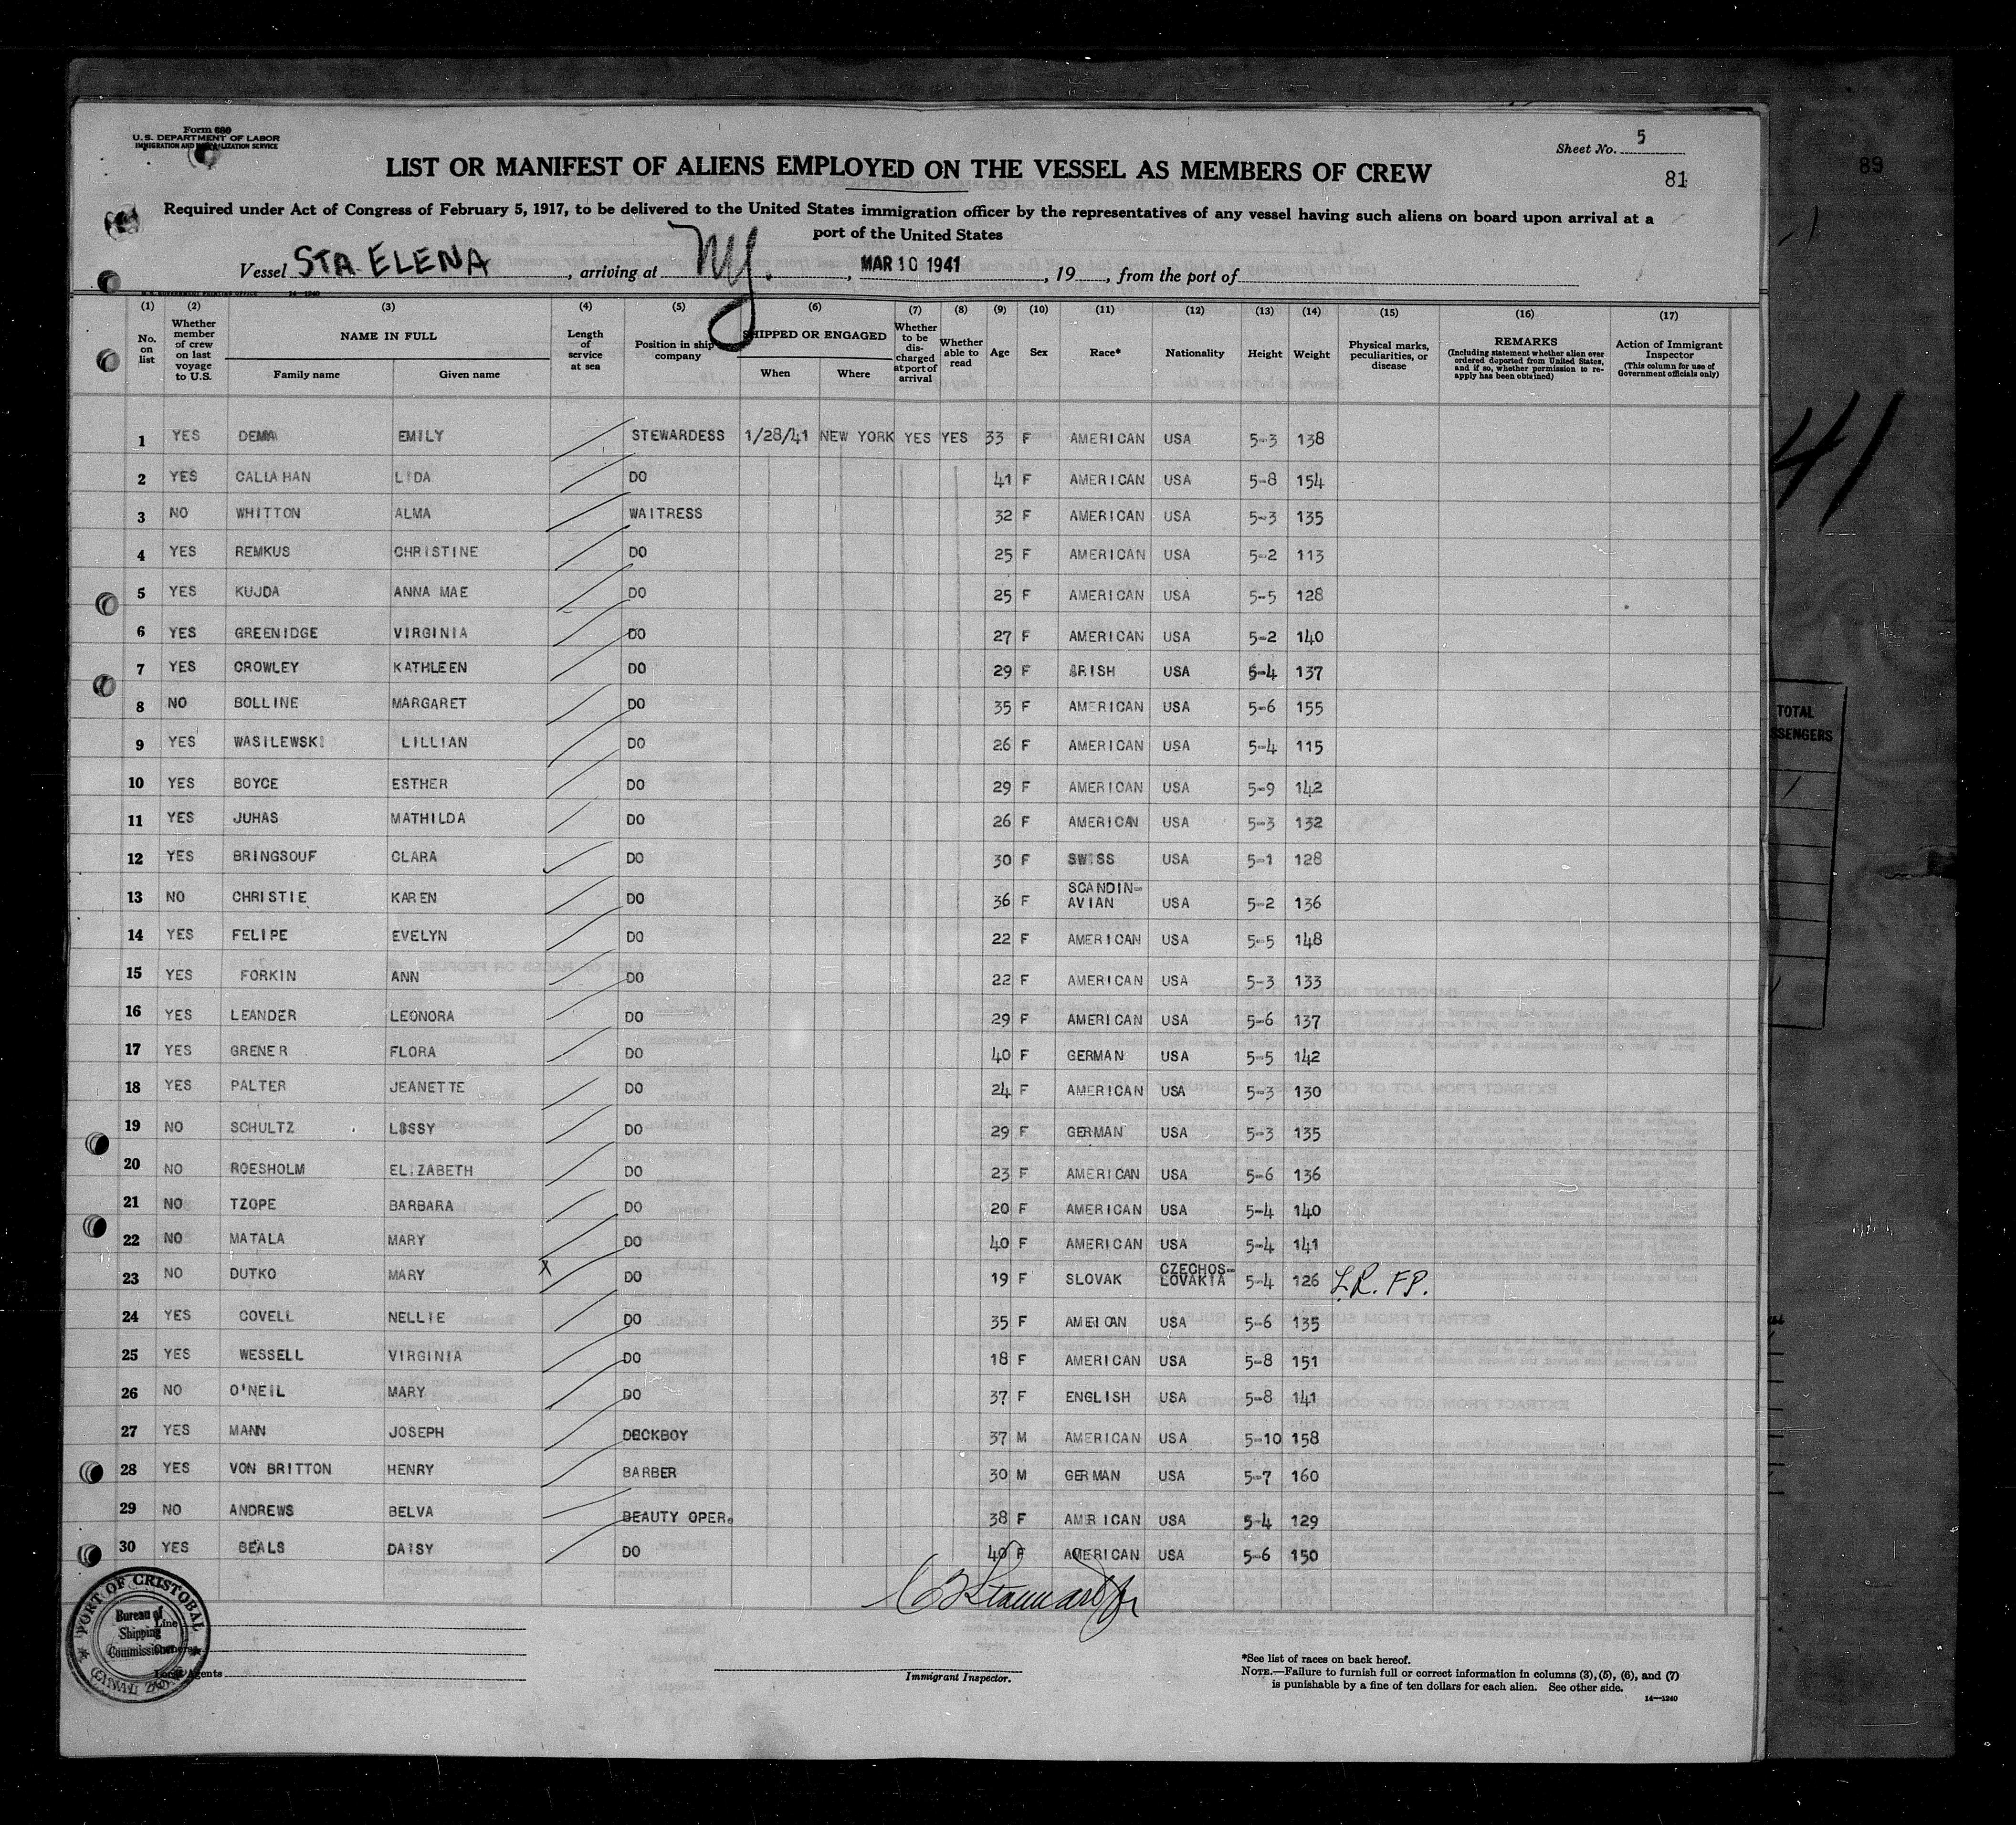 Form 680
U. S. DEPARTMENT OF LABOR
IMMIGRATION AND NATURALIZATION SERVICE
Sheet No. 5
LIST OR MANIFEST OF ALIENS EMPLOYED ON THE VESSEL AS MEMBERS OF CREW
81
89
Required under Act of Congress of February 5, 1917, to be delivered to the United States immigration officer by the representatives of any vessel having such aliens on board upon arrival at a
port of the United States
Vessel STA. ELENA, arriving at NY., MAR 10 1941, 19, from the port of
(1) (2) (3) (4) (5) (6) (7) (8) (9) (10) (11) (12) (13) (14) (15) (16) (17)
No. on list
Whether member of crew on last voyage to U.S.
NAME IN FULL
Family name Given name
Length of service at sea
Position in ship company
SHIPPED OR ENGAGED
When Where
Whether to be discharged at port of arrival
Whether able to read
Age Sex Race* Nationality Height Weight
Physical marks, peculiarities, or disease
REMARKS
(Including statement whether alien ever ordered deported from United States, and if so, whether permission to reapply has been obtained)
Action of Immigrant Inspector
(This column for use of Government officials only)
1 YES DEMA EMILY STEWARDESS 1/28/41 NEW YORK YES YES 33 F AMERICAN USA 5-3 138
2 YES CALLAHAN LIDA DO 41 F AMERICAN USA 5-8 154
3 NO WHITTON ALMA WAITRESS 32 F AMERICAN USA 5-3 135
4 YES REMKUS CHRISTINE DO 25 F AMERICAN USA 5-2 113
5 YES KUJDA ANNA MAE DO 25 F AMERICAN USA 5-5 128
6 YES GREENIDGE VIRGINIA DO 27 F AMERICAN USA 5-2 140
7 YES CROWLEY KATHLEEN DO 29 F IRISH USA 5-4 137
8 NO BOLLINE MARGARET DO 35 F AMERICAN USA 5-6 155
9 YES WASILEWSKI LILLIAN DO 26 F AMERICAN USA 5-4 115
10 YES BOYCE ESTHER DO 29 F AMERICAN USA 5-9 142
11 YES JUHAS MATHILDA DO 26 F AMERICAN USA 5-3 132
12 YES BRINGSOUF CLARA DO 30 F SWISS USA 5-1 128
13 NO CHRISTIE KAREN DO 36 F SCANDIN-AVIAN USA 5-2 136
14 YES FELIPE EVELYN DO 22 F AMERICAN USA 5-5 148
15 YES FORKIN ANN DO 22 F AMERICAN USA 5-3 133
16 YES LEANDER LEONORA DO 29 F AMERICAN USA 5-6 137
17 YES GRENER FLORA DO 40 F GERMAN USA 5-5 142
18 YES PALTER JEANETTE DO 24 F AMERICAN USA 5-3 130
19 NO SCHULTZ DO 29 F GERMAN USA 5-3 135
20 NO ROESHOLM ELIZABETH DO 23 F AMERICAN USA 5-6 136
21 NO TZOPE BARBARA DO 20 F AMERICAN USA 5-4 140
22 NO MATALA MARY DO 40 F AMERICAN USA 5-4 141
23 NO DUTKO MARY X DO 19 F SLOVAK CZECHOS-LOVAKIA 5-4 126 L.R. FP.
24 YES COVELL NELLIE DO 35 F AMEICAN USA 5-6 135
25 YES WESSELL VIRGINIA DO 18 F AMERICAN USA 5-8 151
26 NO O'NEIL MARY DO 37 F ENGLISH USA 5-8 141
27 YES MANN JOSEPH DECKBOY 37 M AMERICAN USA 5-10 158
28 YES VON BRITTON HENRY BARBER 30 M GERMAN USA 5-7 160
29 NO ANDREWS BELVA BEAUTY OPER. 38 F AMERICAN USA 5-4 129
30 YES BEALS DAISY DO 40 F AMERICAN USA 5-6 150
PORT OF CRISTOBAL
Bureau of
Shipping
Commissioner
CANAL ZONE
Line
Owners
Local Agents
Immigrant Inspector.
*See list of races on back hereof.
NOTE.—Failure to furnish full or correct information in columns (3), (5), (6), and (7)
is punishable by a fine of ten dollars for each alien. See other side.
14—1240
41
TOTAL